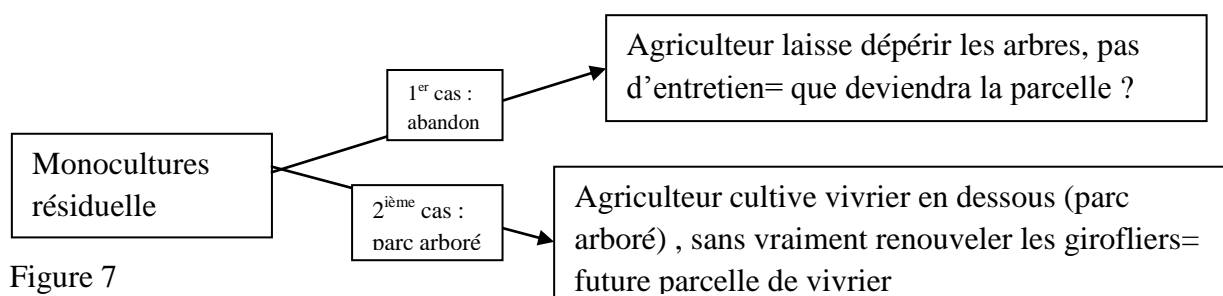 Agriculteur laisse dépérir les arbres, pas
d’entretien= que deviendra la parcelle ?
1er cas :
abandon
Monocultures
résiduelle
2ième cas :
parc arboré
Agriculteur cultive vivrier en dessous (parc
arboré) , sans vraiment renouveler les girofliers=
future parcelle de vivrier
Figure 7